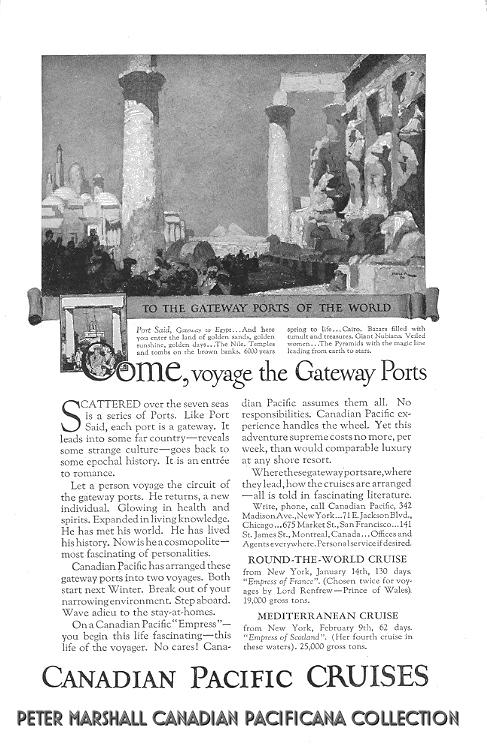 TO THE GATEWAY PORTS OF THE WORLD
Port Said, Gateway to Egypt...And here
you enter the land of golden sands, golden
sunshine, golden days...The Nile. Temples
and tombs on the brown banks. 6000 years
spring to life...Cairo. Bazars filled with
tumult and treasures. Giant Nubians. Veiled
women...The Pyramids with the magic line
leading from earth to stars.
Come, voyage the Gateway Ports
SCATTERED over the seven seas
is a series of Ports. Like Port
Said, each port is a gateway. It
leads into some far country—reveals
some strange culture—goes back to
some epochal history. It is an entrée
to romance.
Let a person voyage the circuit of
the gateway ports. He returns, a new
individual. Glowing in health and
spirits. Expanded in living knowledge.
He has met his world. He has lived
his history. Now is he a cosmopolite—
most fascinating of personalities.
Canadian Pacific has arranged these
gateway ports into two voyages. Both
start next Winter. Break out of your
narrowing environment. Step aboard.
Wave adieu to the stay-at-homes.
On a Canadian Pacific "Empress"—
you begin this life fascinating—this
life of the voyager. No cares! Cana-
dian Pacific assumes them all. No
responsibilities. Canadian Pacific ex-
perience handles the wheel. Yet this
adventure supreme costs no more, per
week, than would comparable luxury
at any shore resort.
Where these gateway ports are, where
they lead, how the cruises are arranged
—all is told in fascinating literature.
Write, phone, call Canadian Pacific, 342
Madison Ave., New York...71 E. Jackson Blvd.,
Chicago...675 Market St., San Francisco...141
St. James St., Montreal, Canada...Offices and
Agents everywhere. Personal service if desired.
ROUND-THE-WORLD CRUISE
from New York, January 14th, 130 days.
"Empress of France". (Chosen twice for voy-
ages by Lord Renfrew—Prince of Wales).
19,000 gross tons.
MEDITERRANEAN CRUISE
from New York, February 9th, 62 days.
"Empress of Scotland". (Her fourth cruise in
these waters). 25,000 gross tons.
CANADIAN PACIFIC CRUISES
PETER MARSHALL CANADIAN PACIFICANA COLLECTION